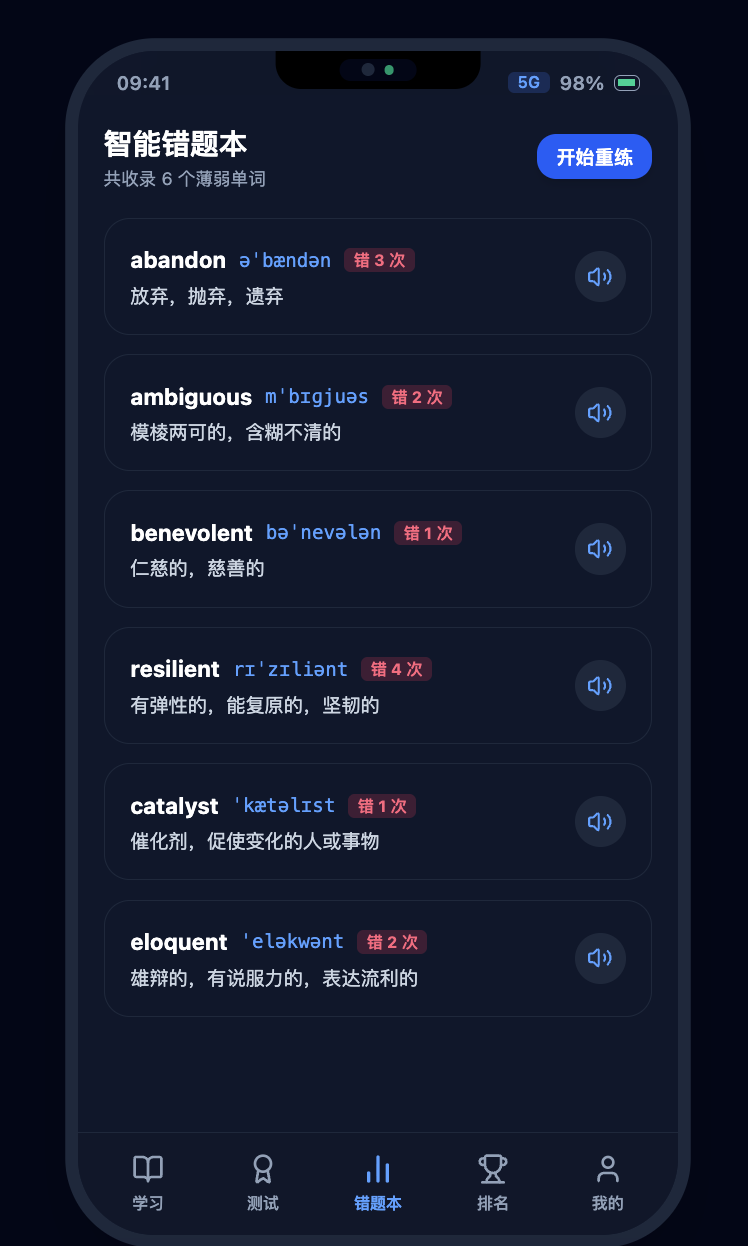 09:41 5G 98%
智能错题本
开始重练
共收录 6 个薄弱单词
abandon əˈbændən 错 3 次
放弃，抛弃，遗弃
ambiguous mˈbɪgjuəs 错 2 次
模棱两可的，含糊不清的
benevolent bəˈnevələn 错 1 次
仁慈的，慈善的
resilient rɪˈzɪliənt 错 4 次
有弹性的，能复原的，坚韧的
catalyst ˈkætəlɪst 错 1 次
催化剂，促使变化的人或事物
eloquent ˈeləkwənt 错 2 次
雄辩的，有说服力的，表达流利的
学习 测试 错题本 排名 我的